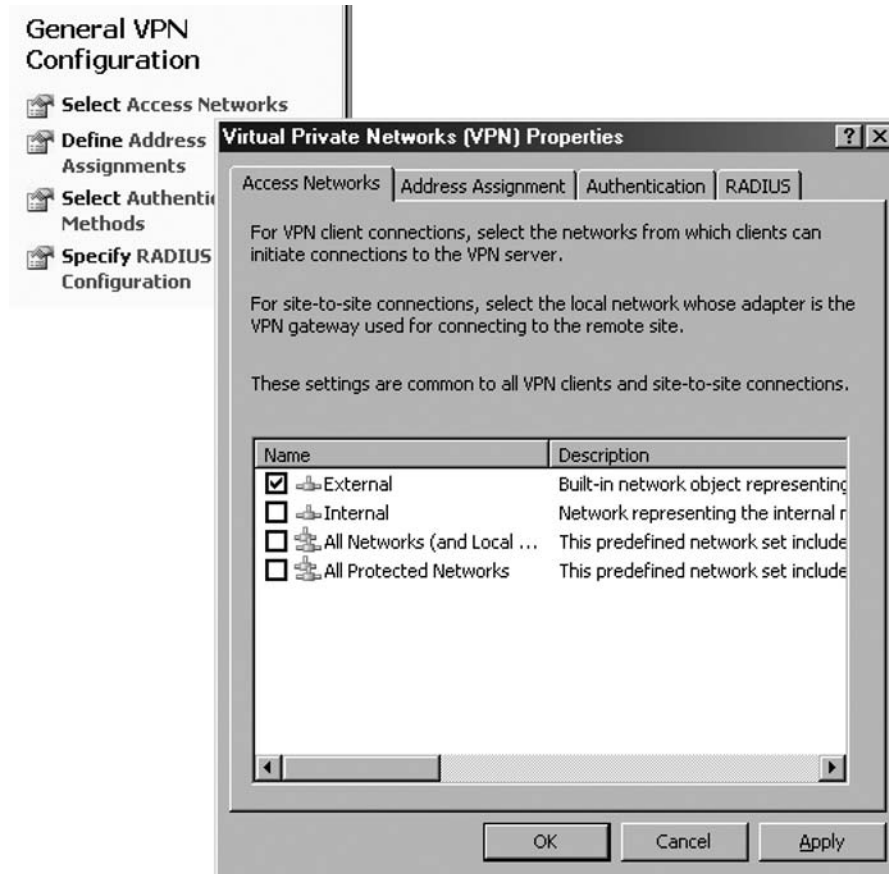 General VPN
Configuration
Select Access Networks
Define Address
Assignments
Select Authenti
Methods
Specify RADIUS
Configuration
Virtual Private Networks (VPN) Properties
Access Networks
Address Assignment
Authentication
RADIUS
For VPN client connections, select the networks from which clients can
initiate connections to the VPN server.
For site-to-site connections, select the local network whose adapter is the
VPN gateway used for connecting to the remote site.
These settings are common to all VPN clients and site-to-site connections.
Name Description
External Built-in network object representing
Internal Network representing the internal r
All Networks (and Local ... This predefined network set include
All Protected Networks This predefined network set include
OK Cancel Apply